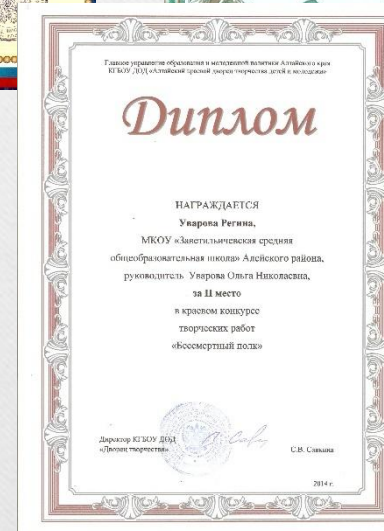 Главное управление образования и молодежной политики Алтайского края
КГБОУ ДОД «Алтайский краевой дворец творчества детей и молодежи»
Диплом
НАГРАЖДАЕТСЯ
Уварова Регина,
МКОУ «Заветильичевская средняя
общеобразовательная школа» Алейского района,
руководитель Уварова Ольга Николаевна,
за II место
в краевом конкурсе
творческих работ
«Бессмертный полк»
Директор КГБОУ ДОД
«Дворец творчества»
С.В.
2014 г.